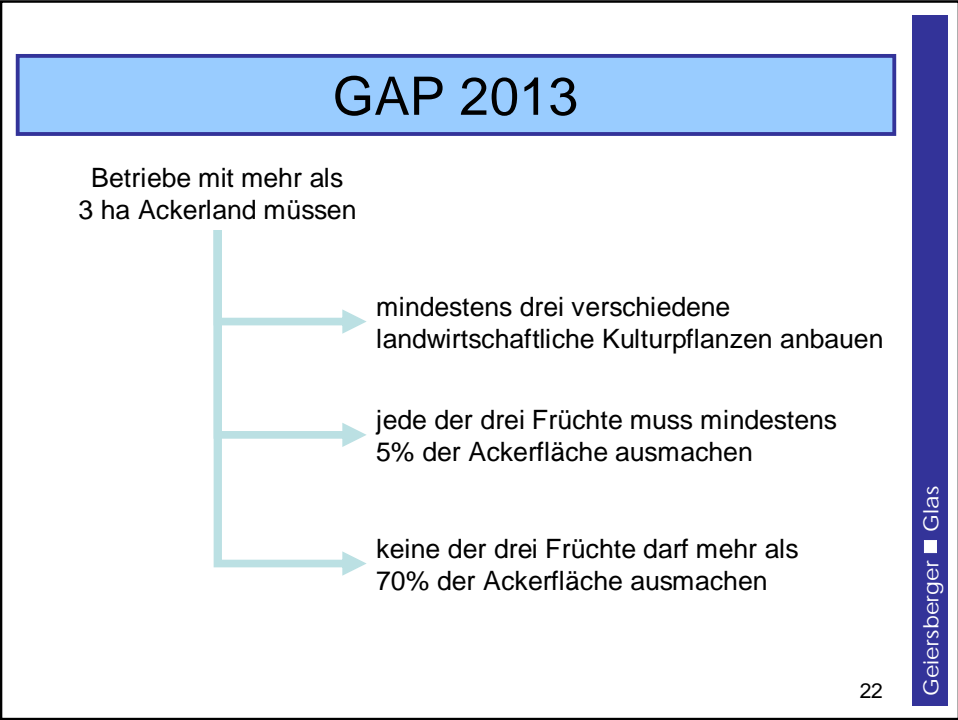 GAP 2013
Betriebe mit mehr als
3 ha Ackerland müssen
mindestens drei verschiedene
landwirtschaftliche Kulturpflanzen anbauen
jede der drei Früchte muss mindestens
5% der Ackerfläche ausmachen
keine der drei Früchte darf mehr als
70% der Ackerfläche ausmachen
Geiersberger ■ Glas
22